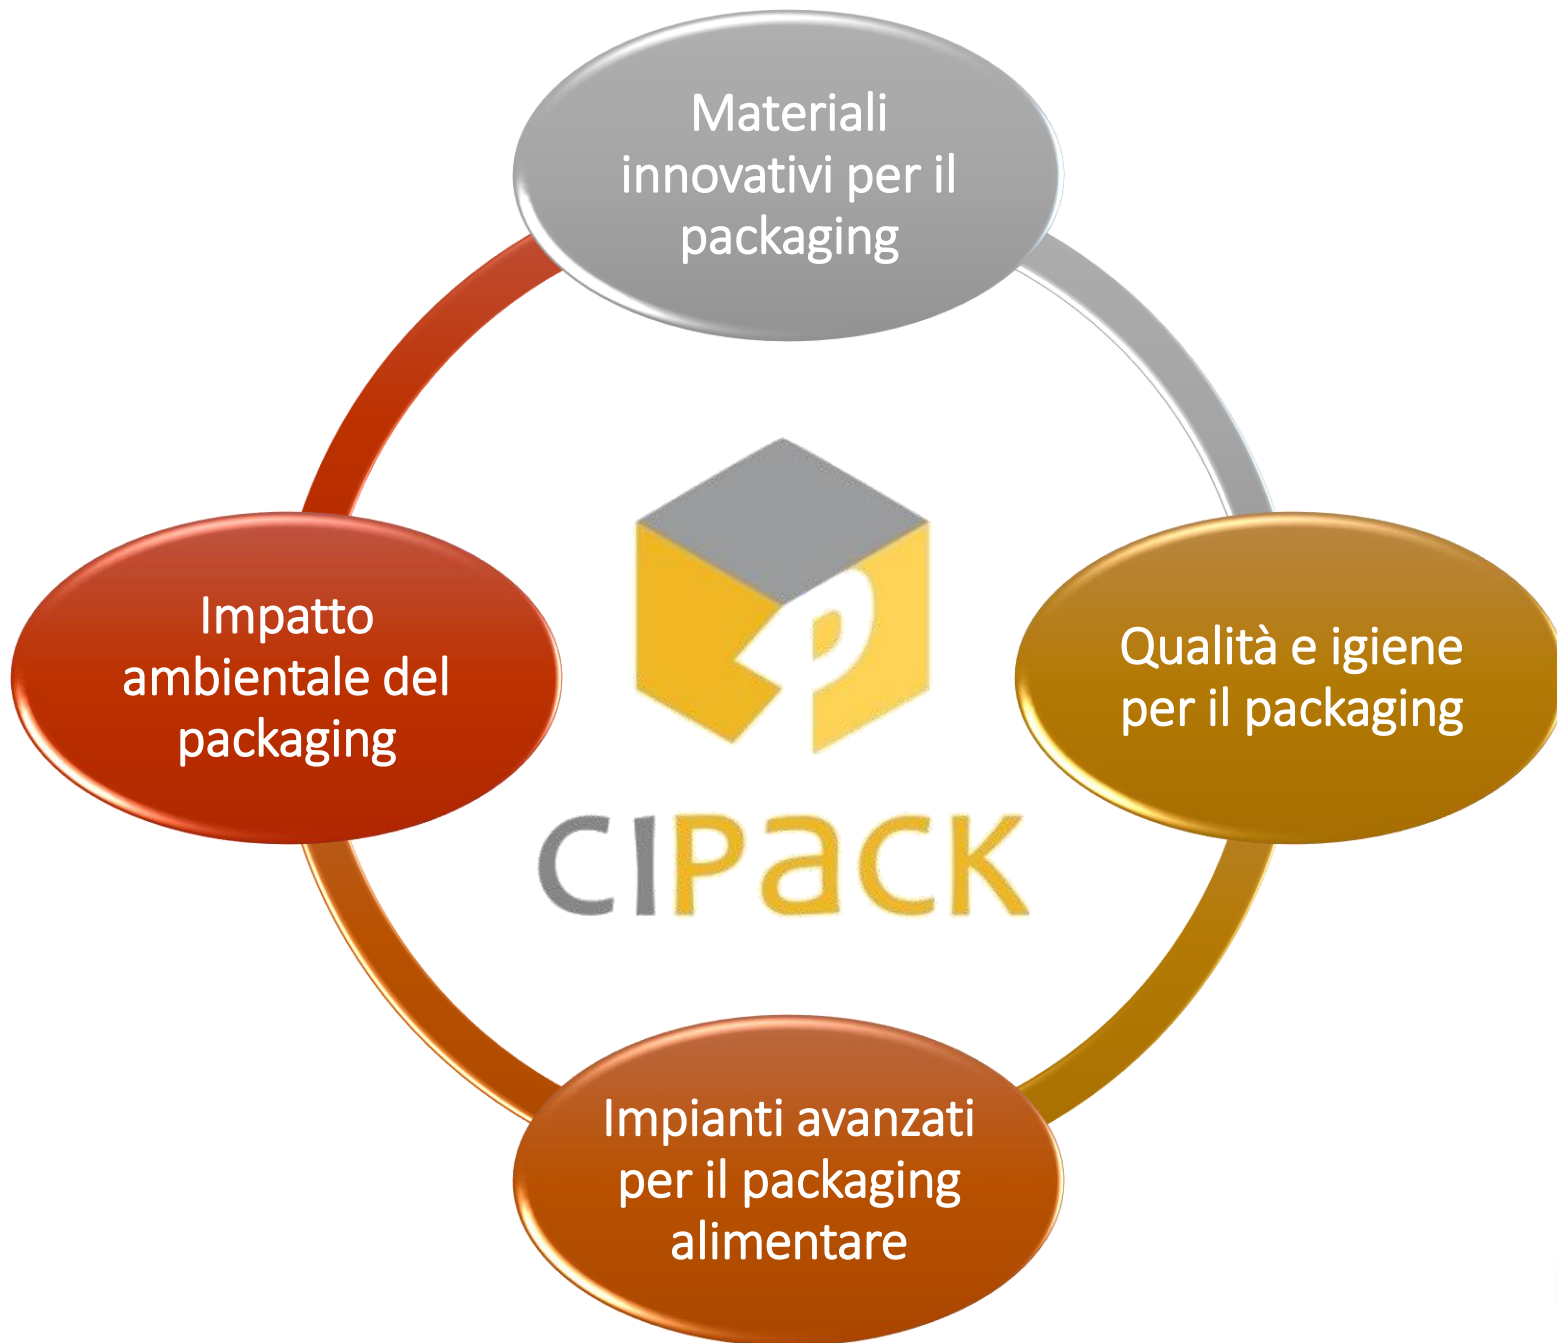 Materiali
innovativi per il
packaging
Impatto
ambientale del
packaging
Qualità e igiene
per il packaging
CIPACK
Impianti avanzati
per il packaging
alimentare